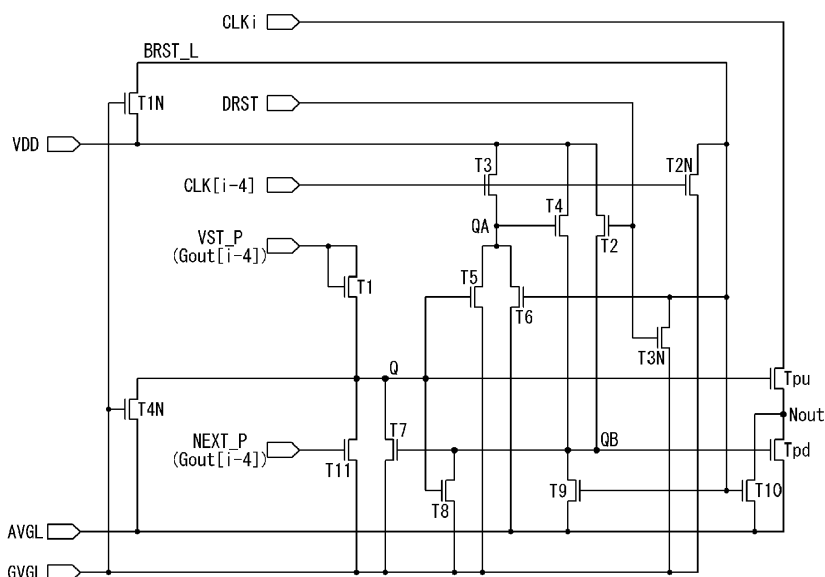 CLKi
BRST_L
T1N
DRST
VDD
T3
T2N
CLK[i-4]
T4
QA
T2
VST_P
(Gout[i-4])
T5
T1
T6
T3N
Q
Tpu
T4N
Nout
NEXT_P
(Gout[i-4])
T7
QB
T11
Tpd
T8
T9
T10
AVGL
GVGL